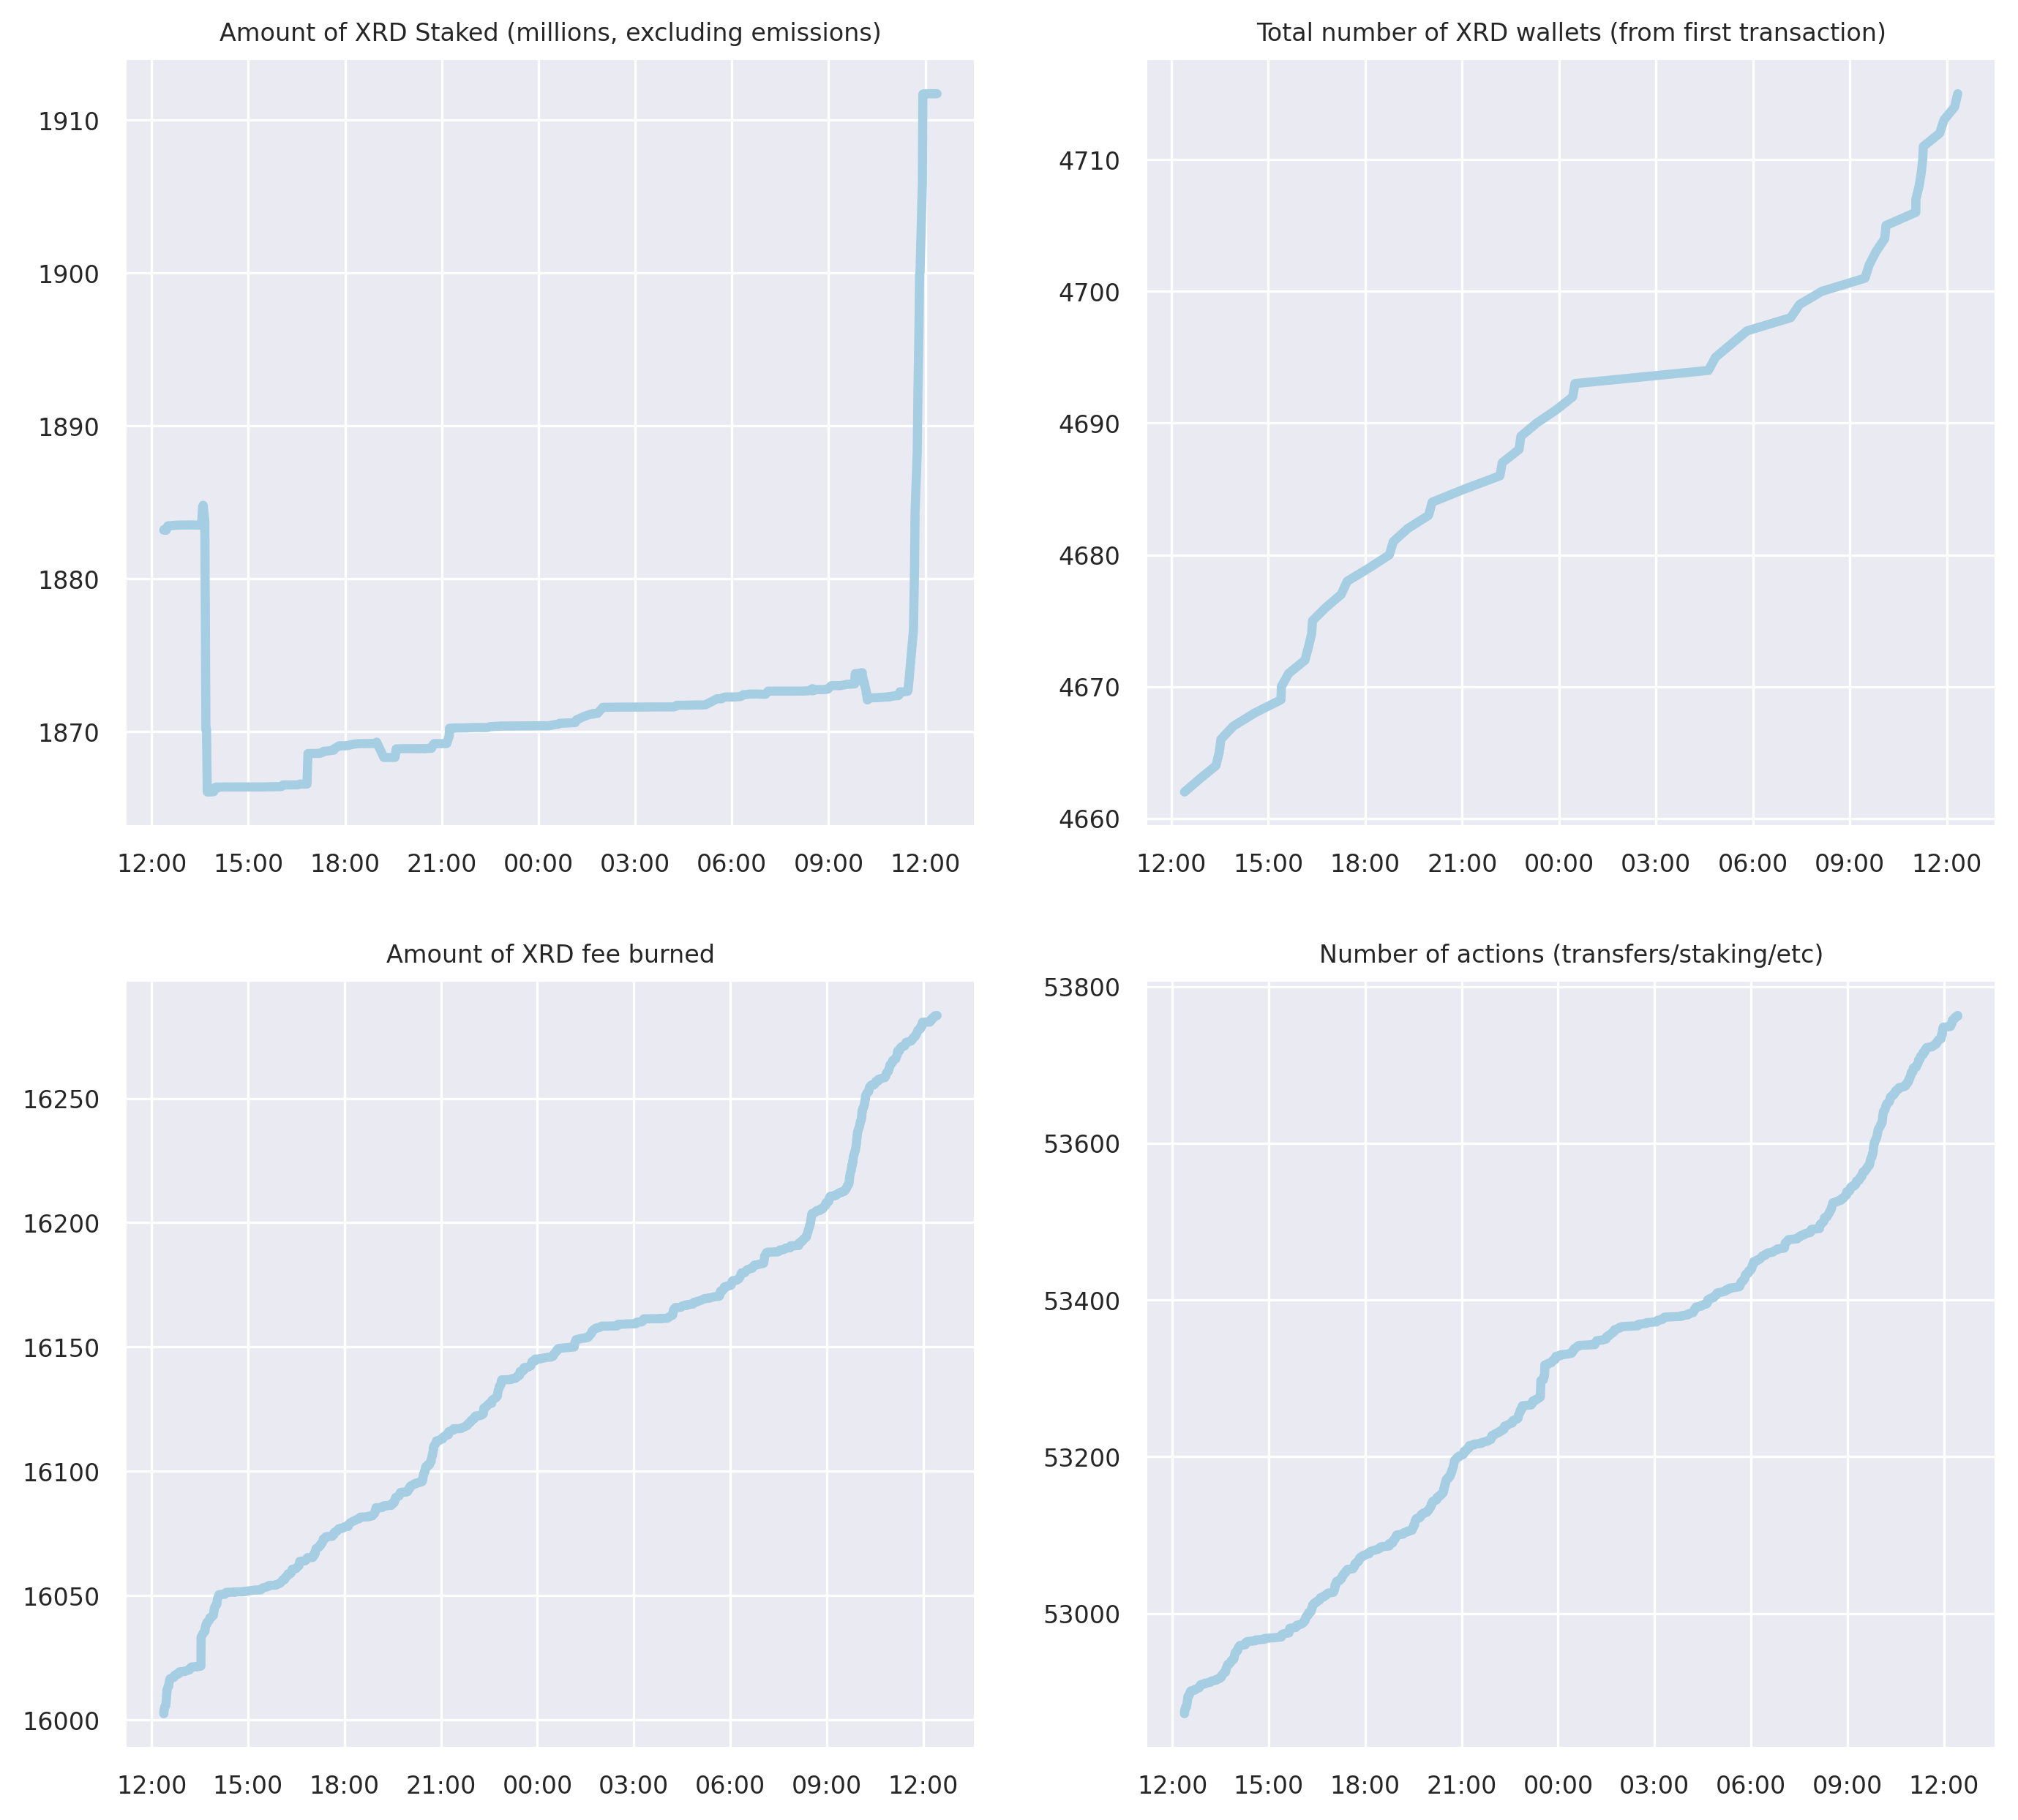 Amount of XRD Staked (millions, excluding emissions)
1910
1900
1890
1880
1870
12:00 15:00 18:00 21:00 00:00 03:00 06:00 09:00 12:00
Total number of XRD wallets (from first transaction)
4710
4700
4690
4680
4670
4660
12:00 15:00 18:00 21:00 00:00 03:00 06:00 09:00 12:00
Amount of XRD fee burned
16250
16200
16150
16100
16050
16000
12:00 15:00 18:00 21:00 00:00 03:00 06:00 09:00 12:00
Number of actions (transfers/staking/etc)
53800
53600
53400
53200
53000
12:00 15:00 18:00 21:00 00:00 03:00 06:00 09:00 12:00